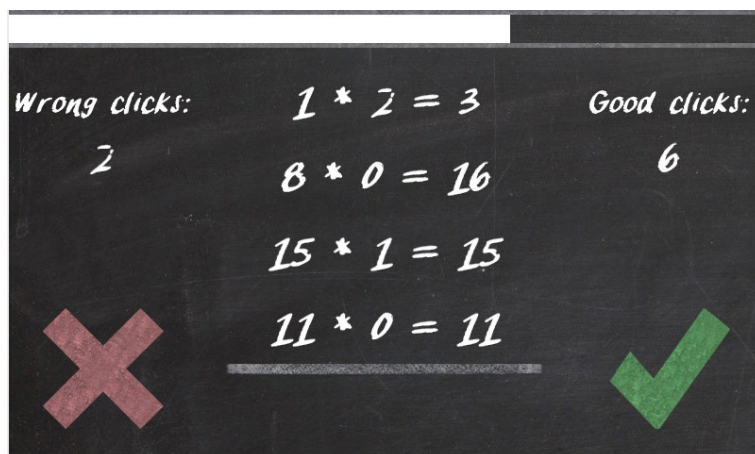 Wrong clicks:
2
1 * 2 = 3
8 * 0 = 16
15 * 1 = 15
11 * 0 = 11
Good clicks:
6